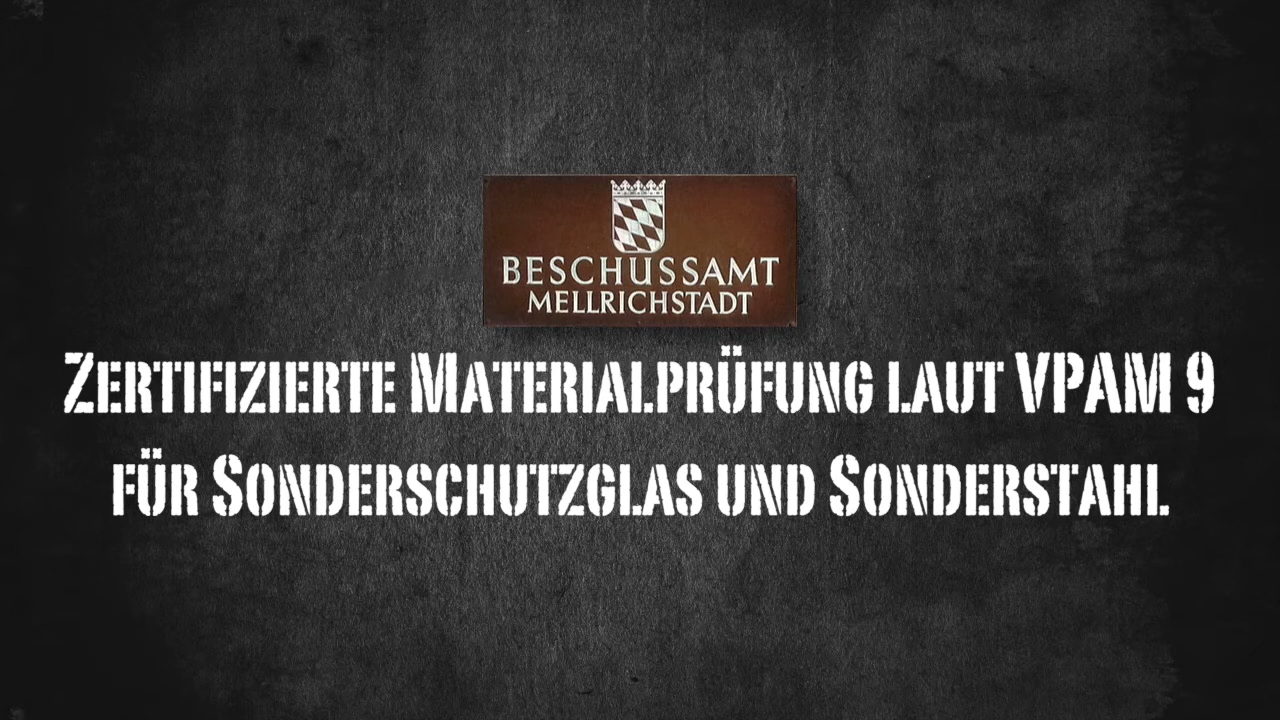 BESCHUSSAMT
MELLRICHSTADT
Zertifizierte Materialprüfung laut VPAM 9
für Sonderschutzglas und Sonderstahl